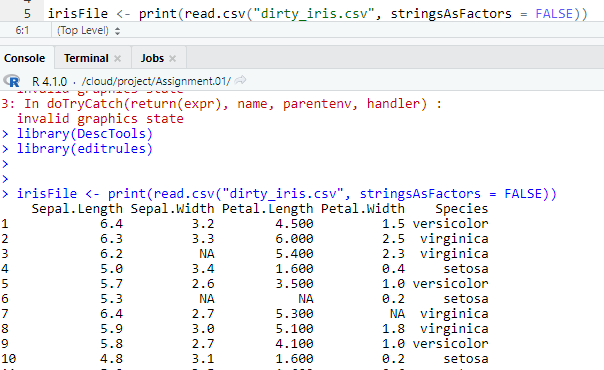 5 irisFile <- print(read.csv("dirty_iris.csv", stringsAsFactors = FALSE))
6:1 (Top Level)
Console Terminal × Jobs ×
R 4.1.0 · /cloud/project/Assignment.01/
invalid graphics state
3: In doTryCatch(return(expr), name, parentenv, handler) :
  invalid graphics state
> library(DescTools)
> library(editrules)
>
>
> irisFile <- print(read.csv("dirty_iris.csv", stringsAsFactors = FALSE))
Sepal.Length Sepal.Width Petal.Length Petal.Width Species
1 6.4 3.2 4.500 1.5 versicolor
2 6.3 3.3 6.000 2.5 virginica
3 6.2 NA 5.400 2.3 virginica
4 5.0 3.4 1.600 0.4 setosa
5 5.7 2.6 3.500 1.0 versicolor
6 5.3 NA NA 0.2 setosa
7 6.4 2.7 5.300 NA virginica
8 5.9 3.0 5.100 1.8 virginica
9 5.8 2.7 4.100 1.0 versicolor
10 4.8 3.1 1.600 0.2 setosa